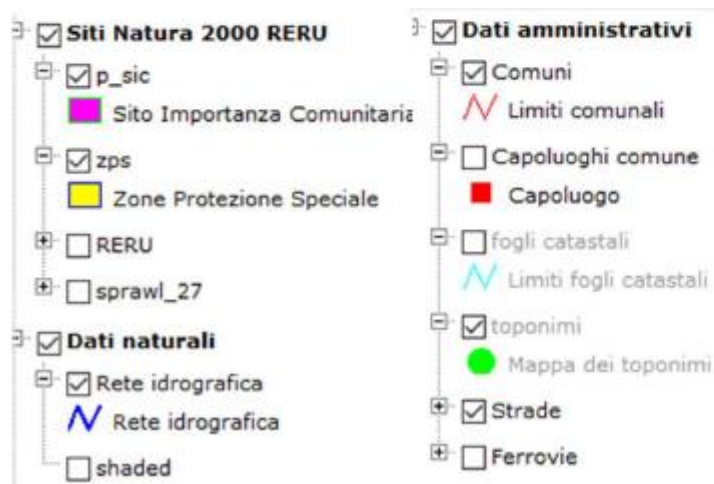 Siti Natura 2000 RERU
p_sic
Sito Importanza Comunitaria
zps
Zone Protezione Speciale
RERU
sprawl_27
Dati naturali
Rete idrografica
Rete idrografica
shaded
Dati amministrativi
Comuni
Limiti comunali
Capoluoghi comune
Capoluogo
fogli catastali
Limiti fogli catastali
toponimi
Mappa dei toponimi
Strade
Ferrovie